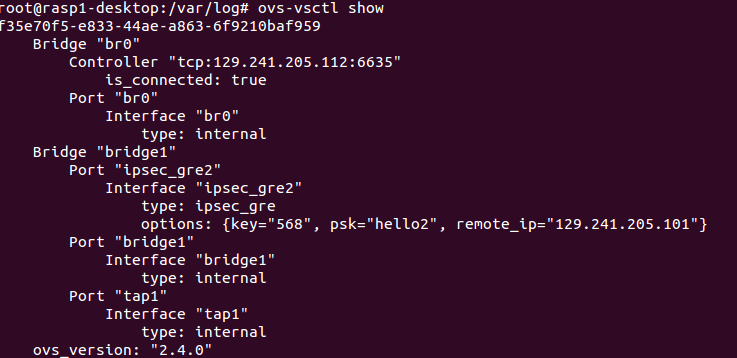 root@rasp1-desktop:/var/log# ovs-vsctl show
f35e70f5-e833-44ae-a863-6f9210baf959
    Bridge "br0"
        Controller "tcp:129.241.205.112:6635"
            is_connected: true
        Port "br0"
            Interface "br0"
                type: internal
    Bridge "bridge1"
        Port "ipsec_gre2"
            Interface "ipsec_gre2"
                type: ipsec_gre
                options: {key="568", psk="hello2", remote_ip="129.241.205.101"}
        Port "bridge1"
            Interface "bridge1"
                type: internal
        Port "tap1"
            Interface "tap1"
                type: internal
    ovs_version: "2.4.0"